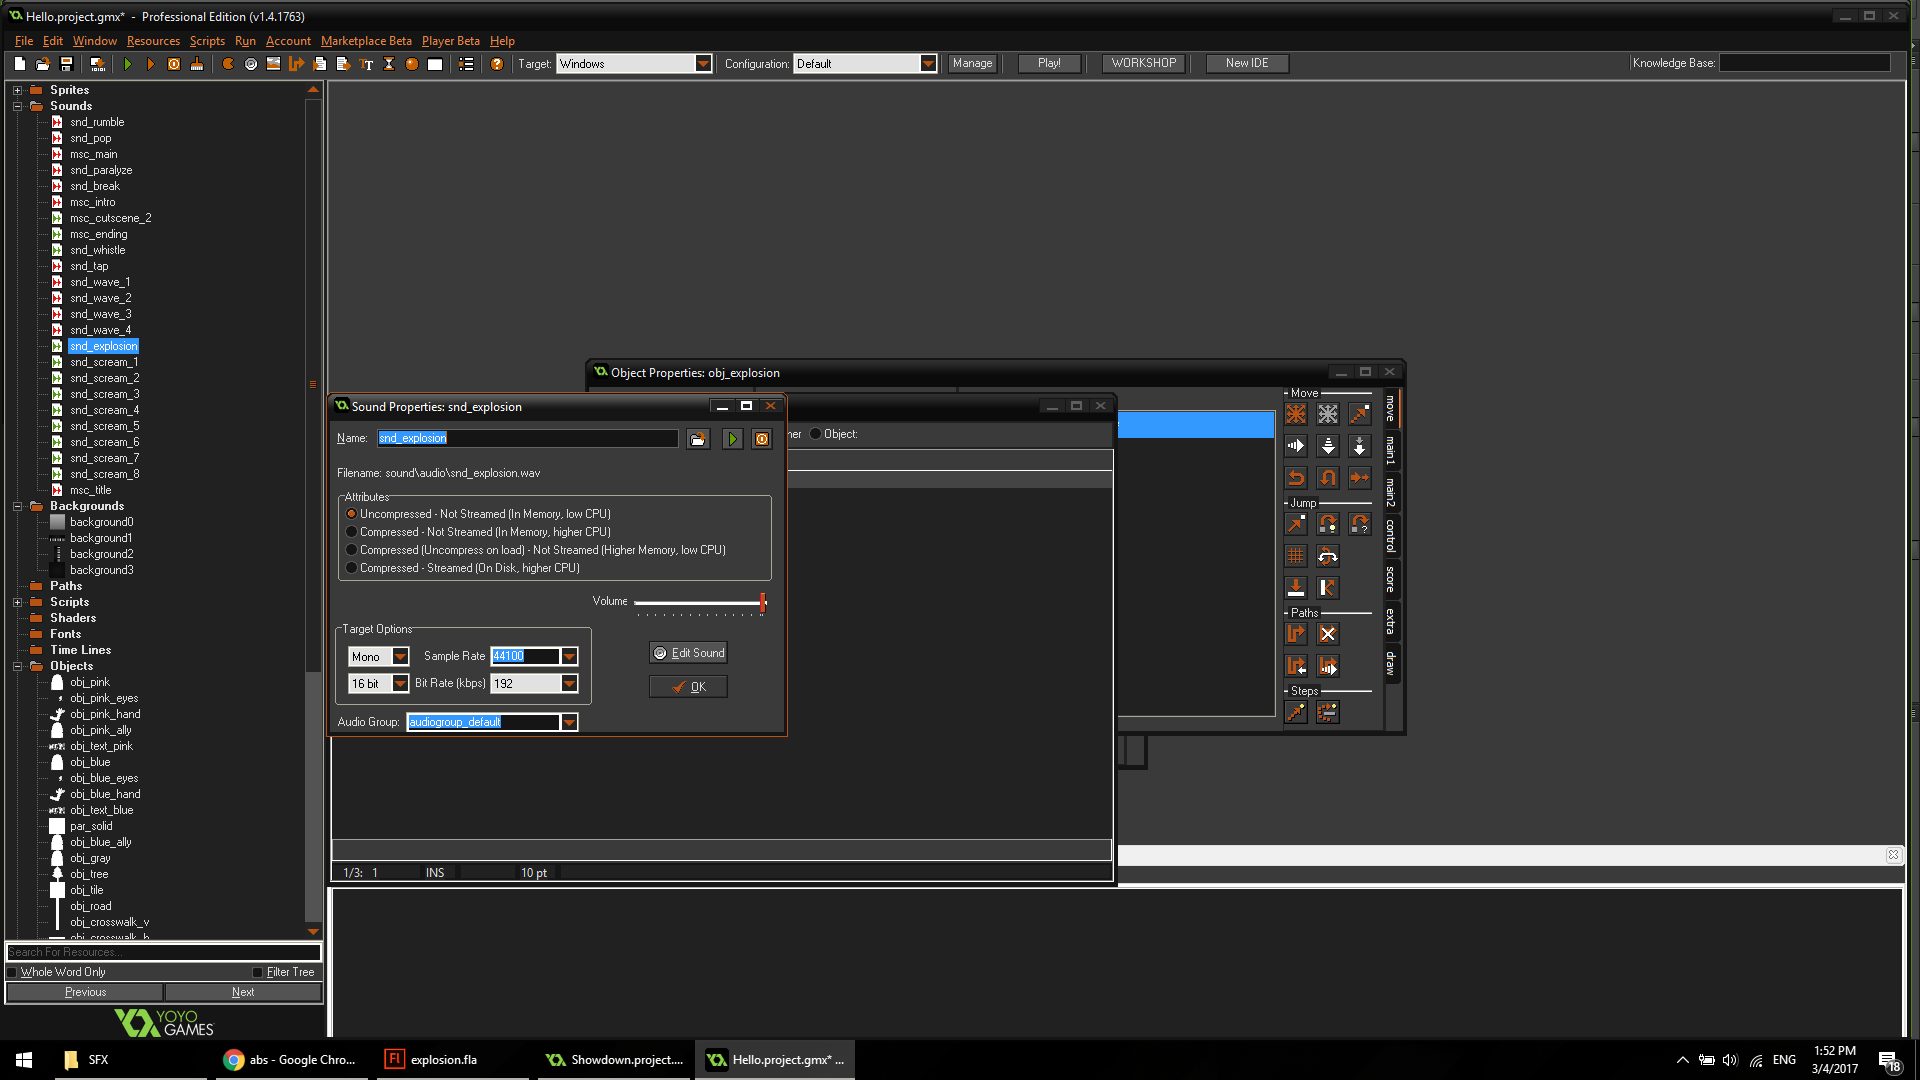 Hello.project.gmx* - Professional Edition (v1.4.1763)
File Edit Window Resources Scripts Run Account Marketplace Beta Player Beta Help
Target: Windows Configuration: Default Manage Play! WORKSHOP New IDE Knowledge Base:
Sprites
Sounds
snd_rumble
snd_pop
msc_main
snd_paralyze
snd_break
msc_intro
msc_cutscene_2
msc_ending
snd_whistle
snd_tap
snd_wave_1
snd_wave_2
snd_wave_3
snd_wave_4
snd_explosion
snd_scream_1
snd_scream_2
snd_scream_3
snd_scream_4
snd_scream_5
snd_scream_6
snd_scream_7
snd_scream_8
msc_title
Backgrounds
background0
background1
background2
background3
Paths
Scripts
Shaders
Fonts
Time Lines
Objects
obj_pink
obj_pink_eyes
obj_pink_hand
obj_pink_ally
obj_text_pink
obj_blue
obj_blue_eyes
obj_blue_hand
obj_text_blue
par_solid
obj_blue_ally
obj_gray
obj_tree
obj_tile
obj_road
obj_crosswalk_v
obj_crosswalk_h
Search For Resources...
Whole Word Only Filter Tree
Previous Next
YOYO
GAMES
Object Properties: obj_explosion
Move
Jump
Paths
Steps
move
main1
main2
control
score
extra
draw
Object:
Sound Properties: snd_explosion
Name: snd_explosion
Filename: sound\audio\snd_explosion.wav
Attributes
Uncompressed - Not Streamed (In Memory, low CPU)
Compressed - Not Streamed (In Memory, higher CPU)
Compressed (Uncompress on load) - Not Streamed (Higher Memory, low CPU)
Compressed - Streamed (On Disk, higher CPU)
Volume
Target Options
Mono Sample Rate 44100
16 bit Bit Rate (kbps) 192
Edit Sound
OK
Audio Group: audiogroup_default
1/3: 1 INS 10 pt
SFX
abs - Google Chro...
Fl explosion.fla
Showdown.project....
Hello.project.gmx* ...
ENG
1:52 PM
3/4/2017
18